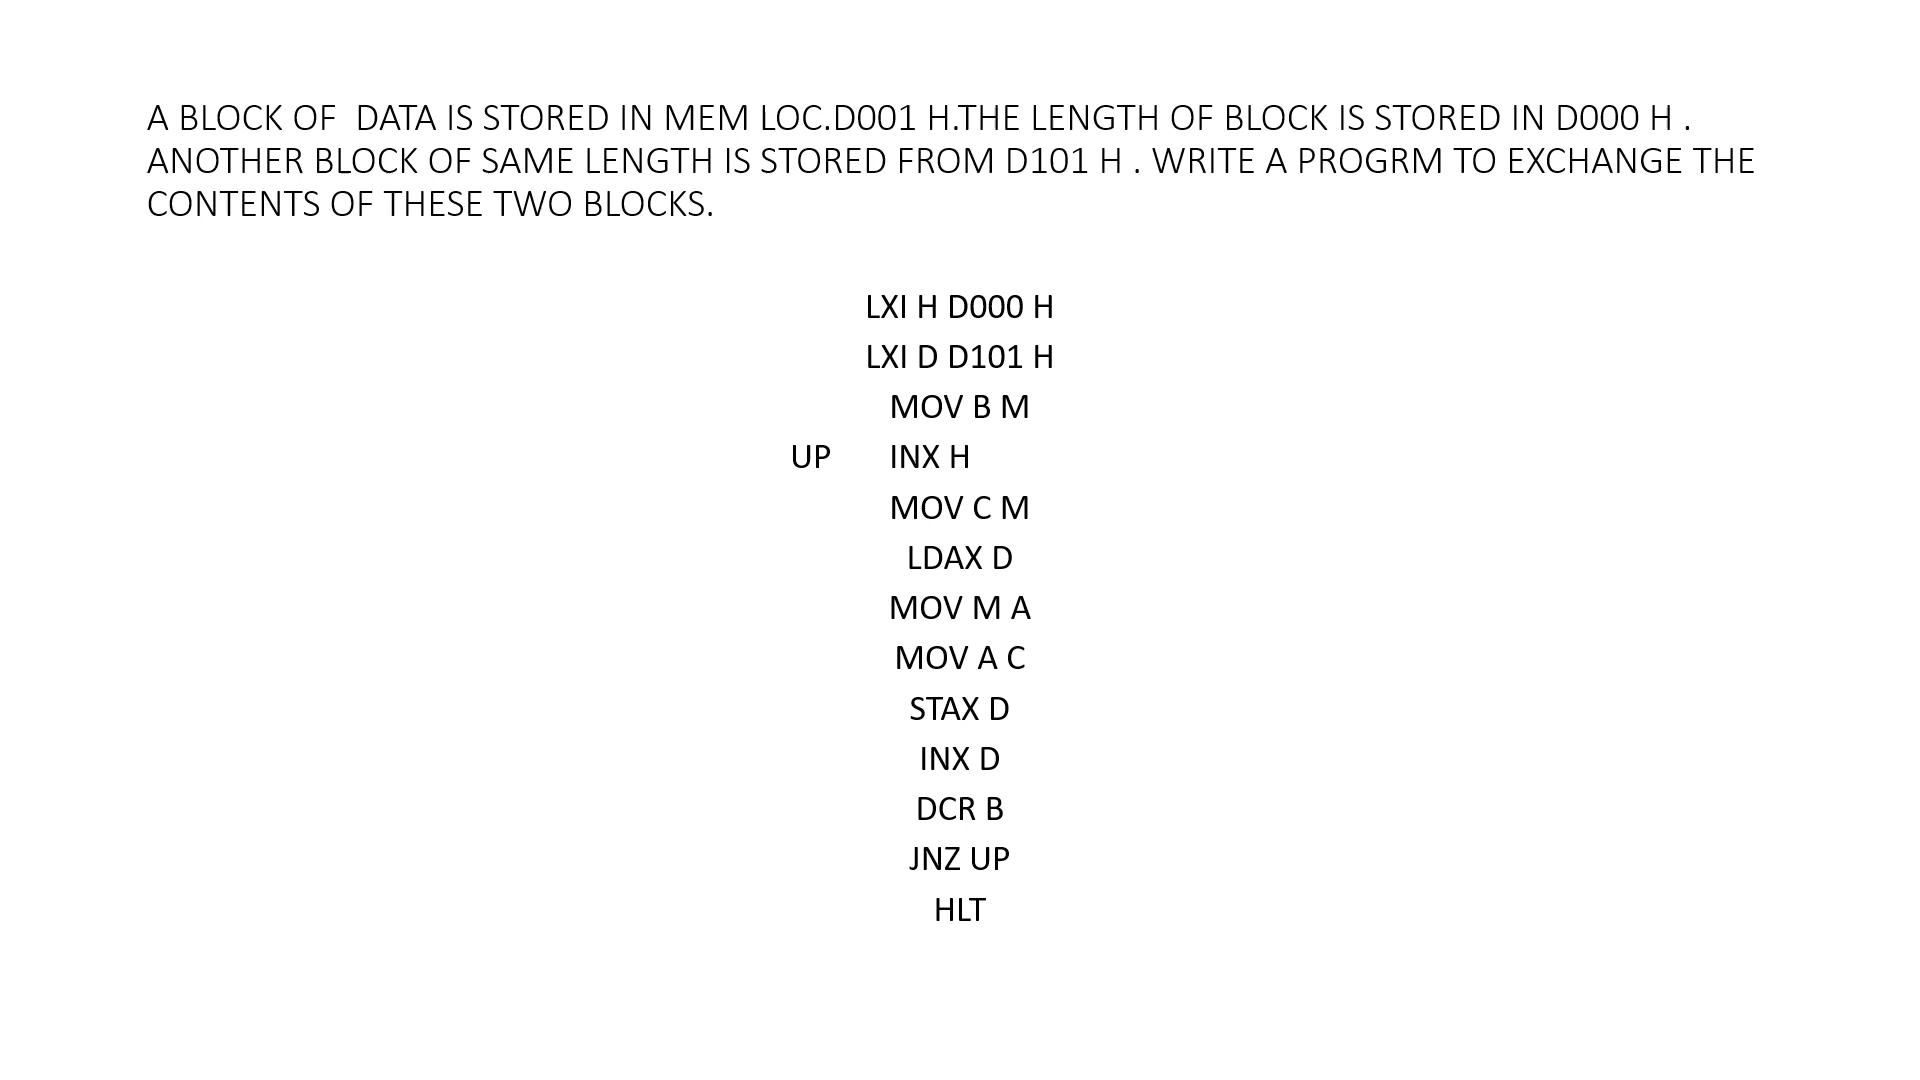 A BLOCK OF  DATA IS STORED IN MEM LOC.D001 H.THE LENGTH OF BLOCK IS STORED IN D000 H .
ANOTHER BLOCK OF SAME LENGTH IS STORED FROM D101 H . WRITE A PROGRM TO EXCHANGE THE
CONTENTS OF THESE TWO BLOCKS.
LXI H D000 H
LXI D D101 H
MOV B M
UP INX H
MOV C M
LDAX D
MOV M A
MOV A C
STAX D
INX D
DCR B
JNZ UP
HLT